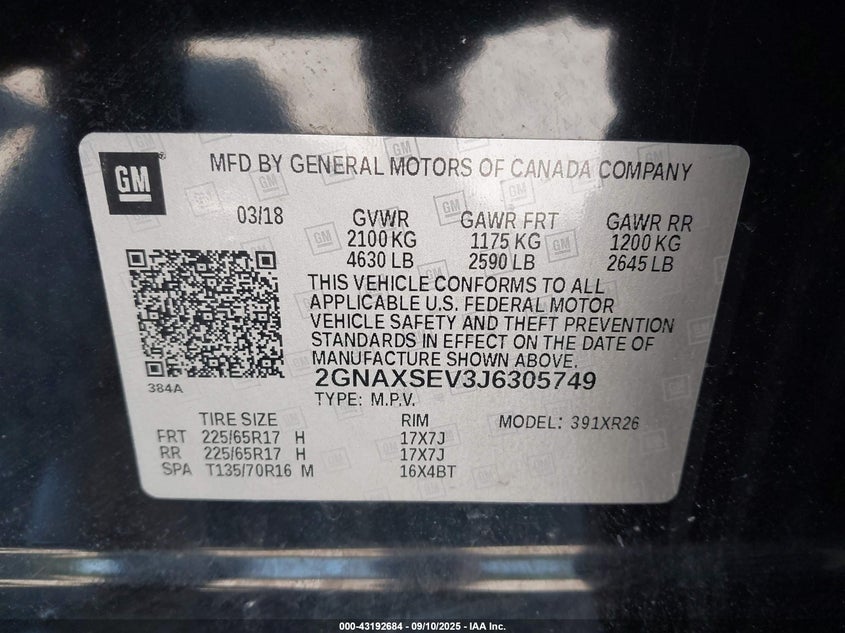 GM
MFD BY GENERAL MOTORS OF CANADA COMPANY
03/18 GVWR GAWR FRT GAWR RR
2100 KG 1175 KG 1200 KG
4630 LB 2590 LB 2645 LB
THIS VEHICLE CONFORMS TO ALL
APPLICABLE U.S. FEDERAL MOTOR
VEHICLE SAFETY AND THEFT PREVENTION
STANDARDS IN EFFECT ON THE DATE OF
MANUFACTURE SHOWN ABOVE.
384A
2GNAXSEV3J6305749
TYPE: M.P.V.
TIRE SIZE RIM MODEL: 391XR26
FRT 225/65R17 H 17X7J
RR 225/65R17 H 17X7J
SPA T135/70R16 M 16X4BT
000-43192684 - 09/10/2025 - IAA Inc.